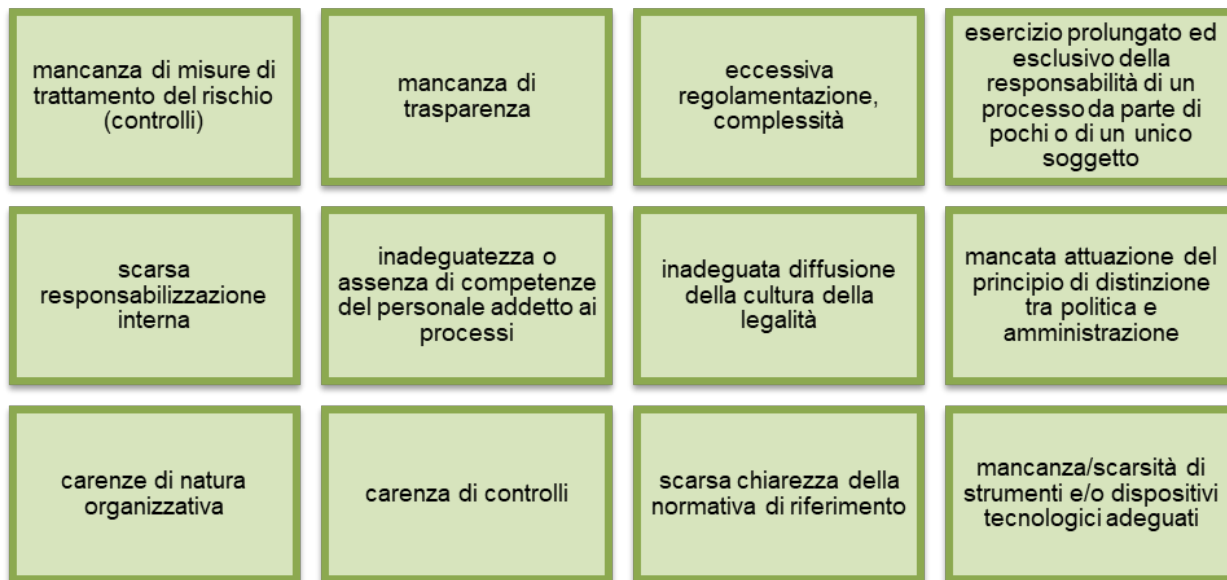 mancanza di misure di
trattamento del rischio
(controlli)
mancanza di
trasparenza
eccessiva
regolamentazione,
complessità
esercizio prolungato ed
esclusivo della
responsabilità di un
processo da parte di
pochi o di un unico
soggetto
scarsa
responsabilizzazione
interna
inadeguatezza o
assenza di competenze
del personale addetto ai
processi
inadeguata diffusione
della cultura della
legalità
mancata attuazione del
principio di distinzione
tra politica e
amministrazione
carenze di natura
organizzativa
carenza di controlli
scarsa chiarezza della
normativa di riferimento
mancanza/scarsità di
strumenti e/o dispositivi
tecnologici adeguati